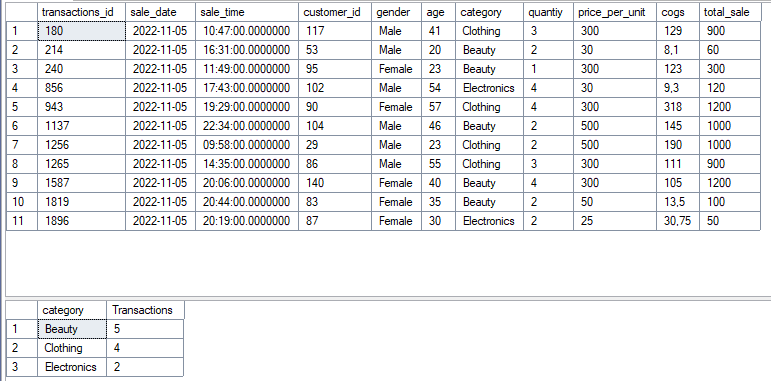 transactions_id sale_date sale_time customer_id gender age category quantiy price_per_unit cogs total_sale
1 180 2022-11-05 10:47:00.0000000 117 Male 41 Clothing 3 300 129 900
2 214 2022-11-05 16:31:00.0000000 53 Male 20 Beauty 2 30 8,1 60
3 240 2022-11-05 11:49:00.0000000 95 Female 23 Beauty 1 300 123 300
4 856 2022-11-05 17:43:00.0000000 102 Male 54 Electronics 4 30 9,3 120
5 943 2022-11-05 19:29:00.0000000 90 Female 57 Clothing 4 300 318 1200
6 1137 2022-11-05 22:34:00.0000000 104 Male 46 Beauty 2 500 145 1000
7 1256 2022-11-05 09:58:00.0000000 29 Male 23 Clothing 2 500 190 1000
8 1265 2022-11-05 14:35:00.0000000 86 Male 55 Clothing 3 300 111 900
9 1587 2022-11-05 20:06:00.0000000 140 Female 40 Beauty 4 300 105 1200
10 1819 2022-11-05 20:44:00.0000000 83 Female 35 Beauty 2 50 13,5 100
11 1896 2022-11-05 20:19:00.0000000 87 Female 30 Electronics 2 25 30,75 50
category Transactions
1 Beauty 5
2 Clothing 4
3 Electronics 2